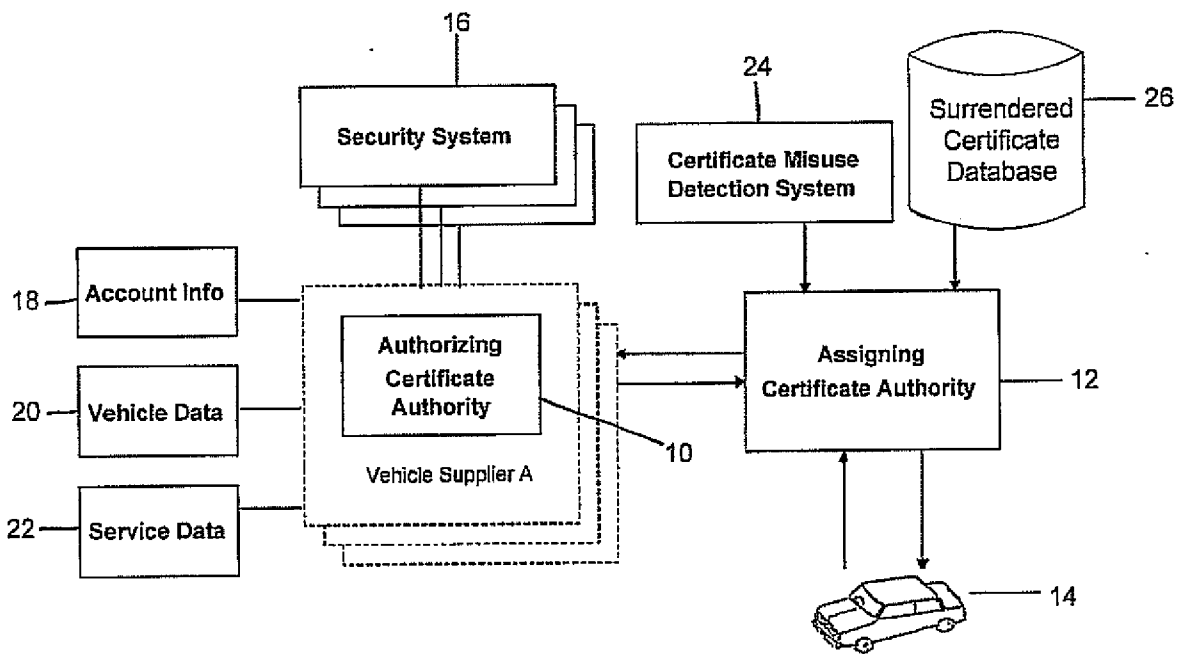 16
Security System
24
Certificate Misuse
Detection System
Surrendered
Certificate
Database
26
18
Account Info
20
Vehicle Data
22
Service Data
Authorizing
Certificate
Authority
10
Vehicle Supplier A
Assigning
Certificate Authority
12
14